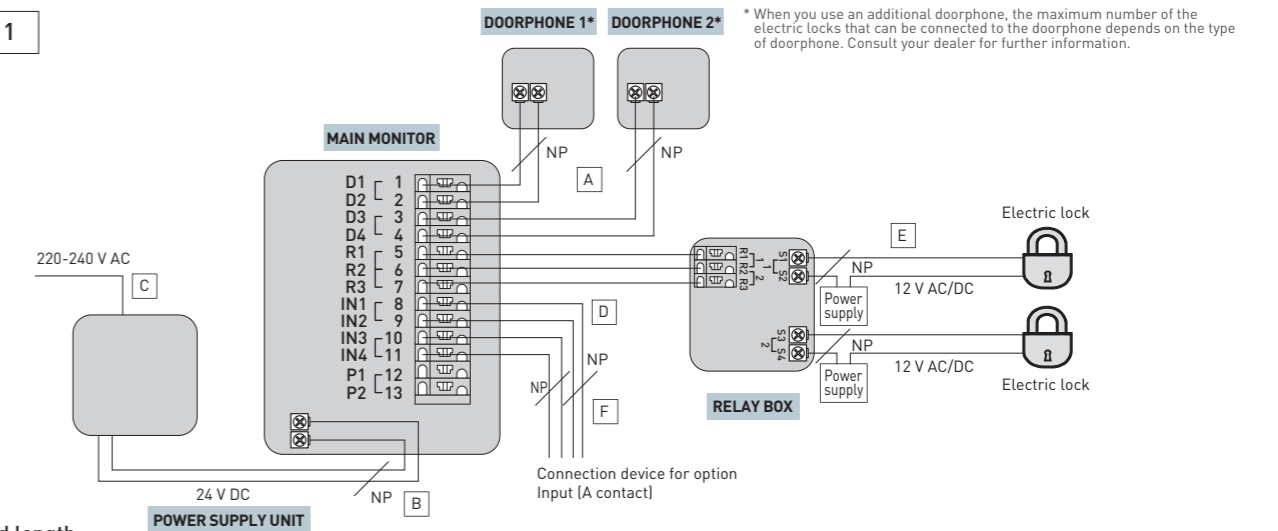 1
DOORPHONE 1*
DOORPHONE 2*
* When you use an additional doorphone, the maximum number of the
electric locks that can be connected to the doorphone depends on the type
of doorphone. Consult your dealer for further information.
NP
A
NP
MAIN MONITOR
D1 1
D2 2
D3 3
D4 4
R1 5
R2 6
R3 7
IN1 8
IN2 9
IN3 10
IN4 11
P1 12
P2 13
220-240 V AC
C
24 V DC
NP
B
POWER SUPPLY UNIT
D
NP
NP
F
Connection device for option
Input (A contact)
R1
R2
R3
1
2
1
S1
S2
2
S3
S4
RELAY BOX
E
NP
Power
supply
12 V AC/DC
Electric lock
NP
Power
supply
12 V AC/DC
Electric lock